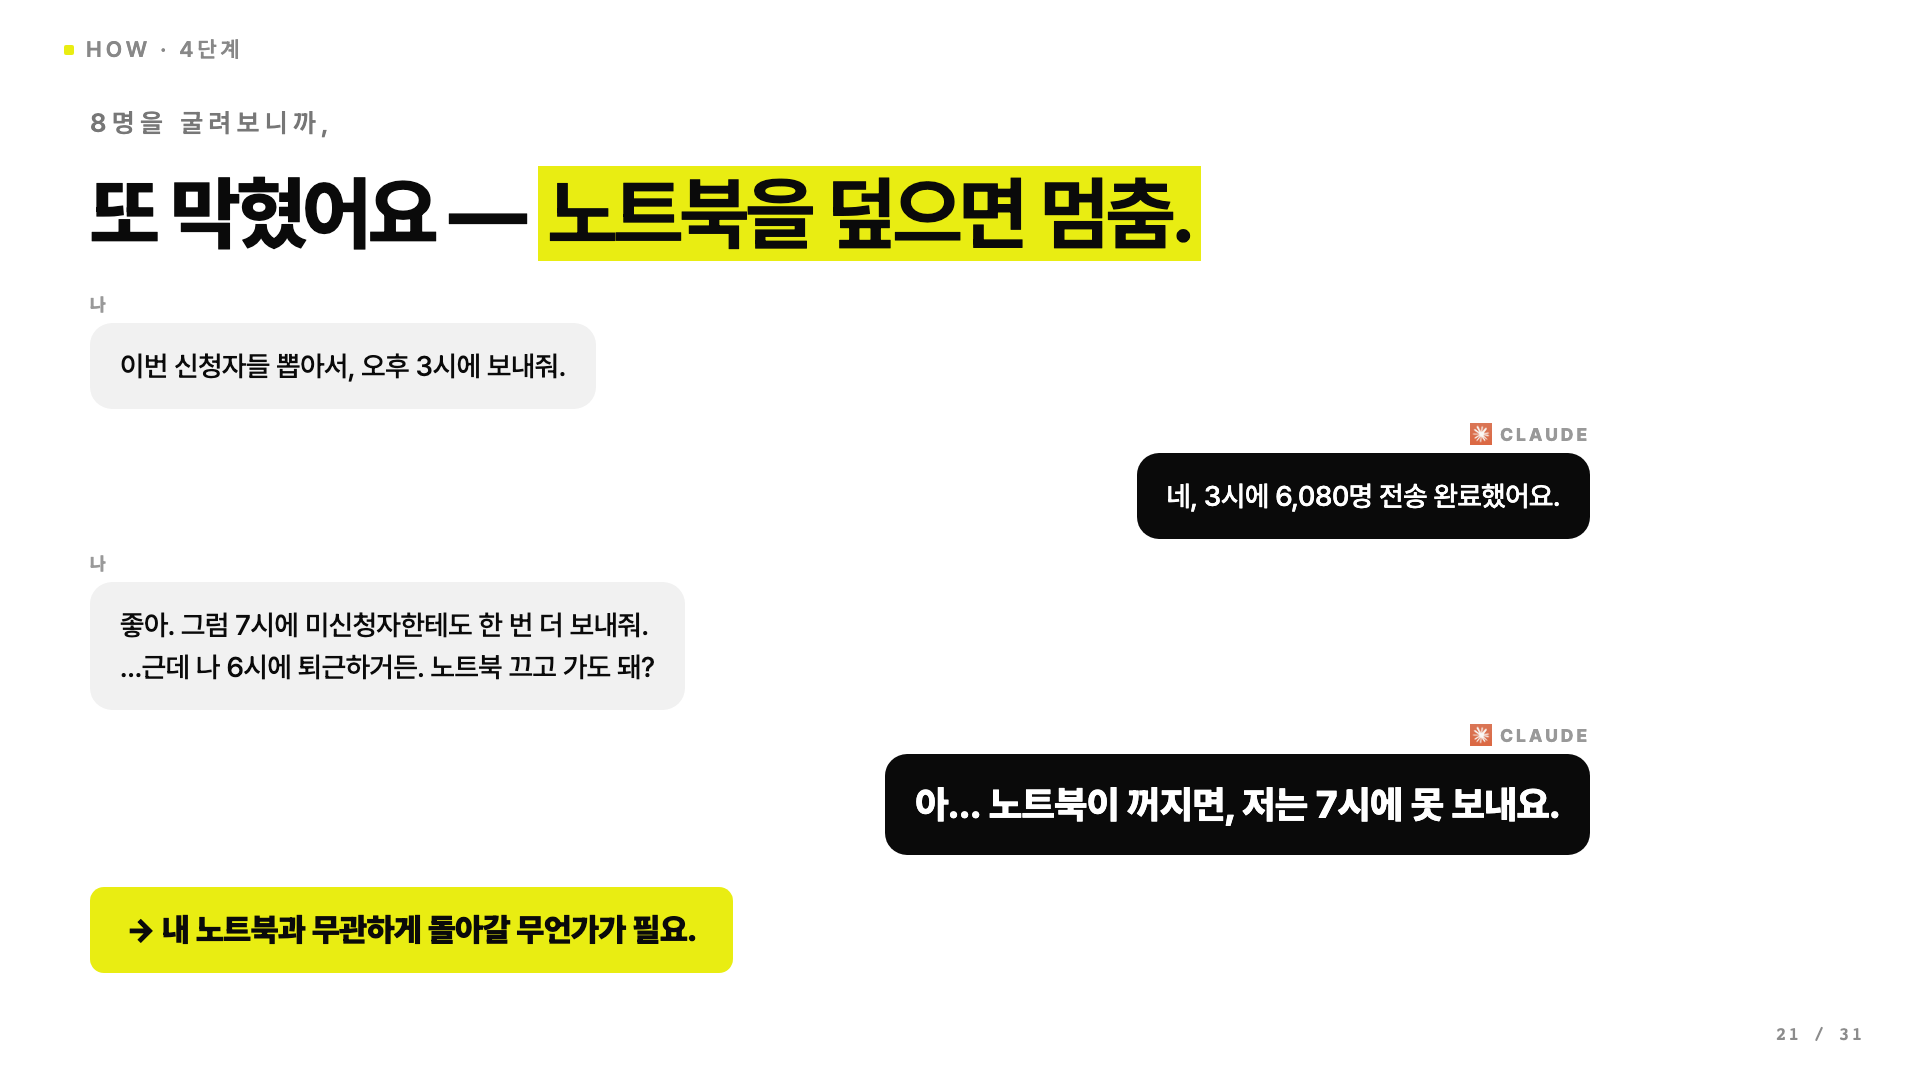 HOW · 4단계
8명을 굴려보니까,
또 막혔어요 — 노트북을 덮으면 멈춤.
나
이번 신청자들 뽑아서, 오후 3시에 보내줘.
CLAUDE
네, 3시에 6,080명 전송 완료했어요.
나
좋아. 그럼 7시에 미신청자한테도 한 번 더 보내줘.
...근데 나 6시에 퇴근하거든. 노트북 끄고 가도 돼?
CLAUDE
아... 노트북이 꺼지면, 저는 7시에 못 보내요.
→ 내 노트북과 무관하게 돌아갈 무언가가 필요.
21 / 31